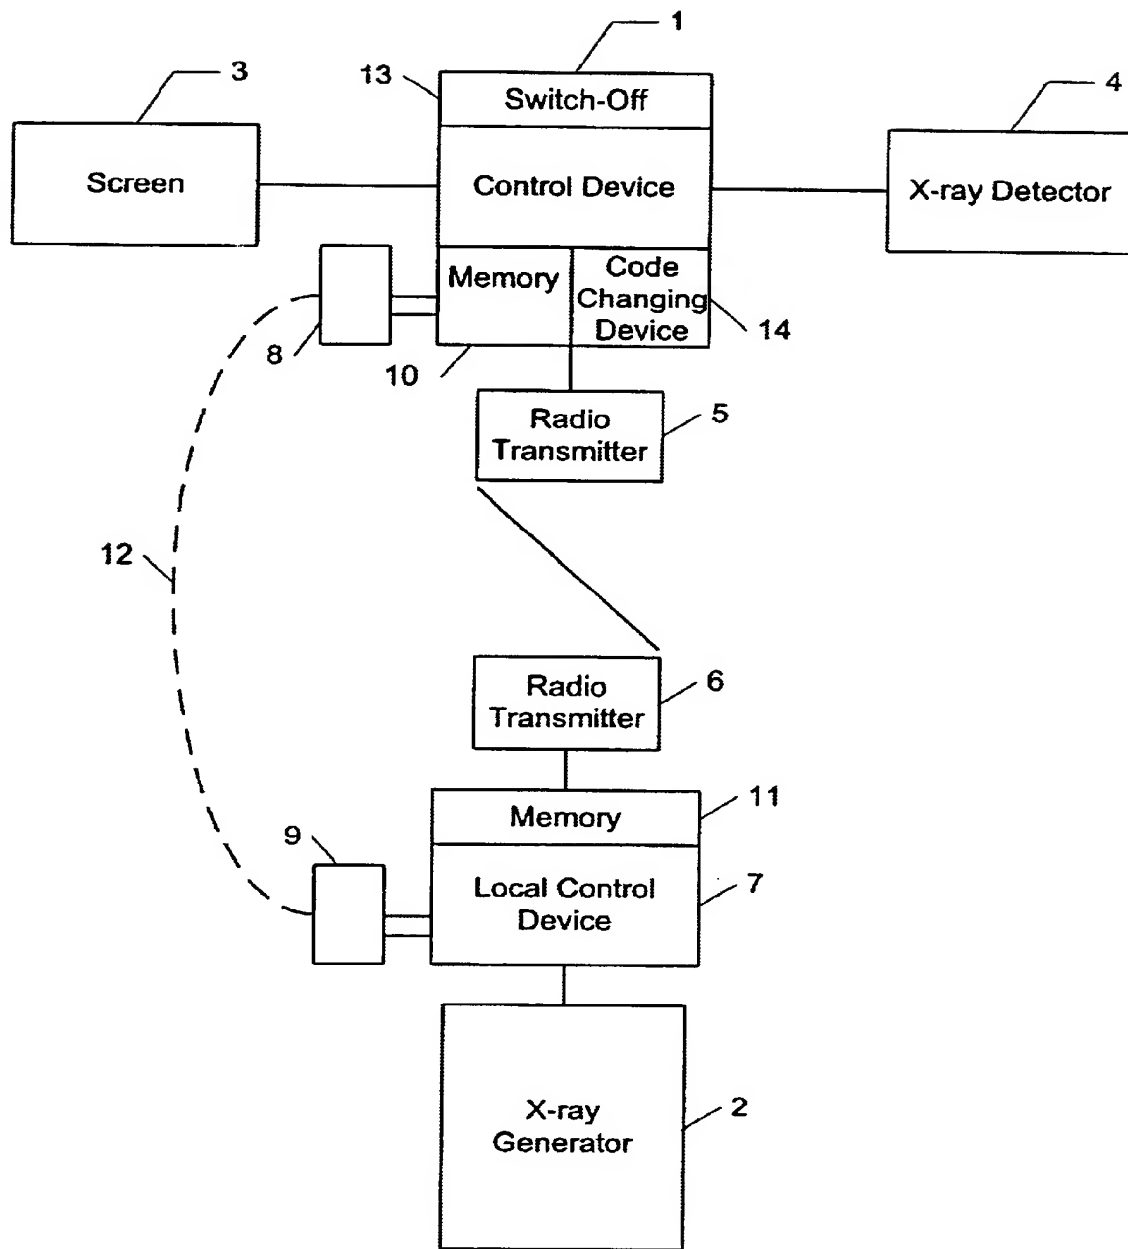 1
3
13
Switch-Off
4
Screen
Control Device
X-ray Detector
Memory
Code
Changing
Device
8
10
14
Radio
Transmitter
5
12
Radio
Transmitter
6
Memory
11
9
Local Control
Device
7
X-ray
Generator
2